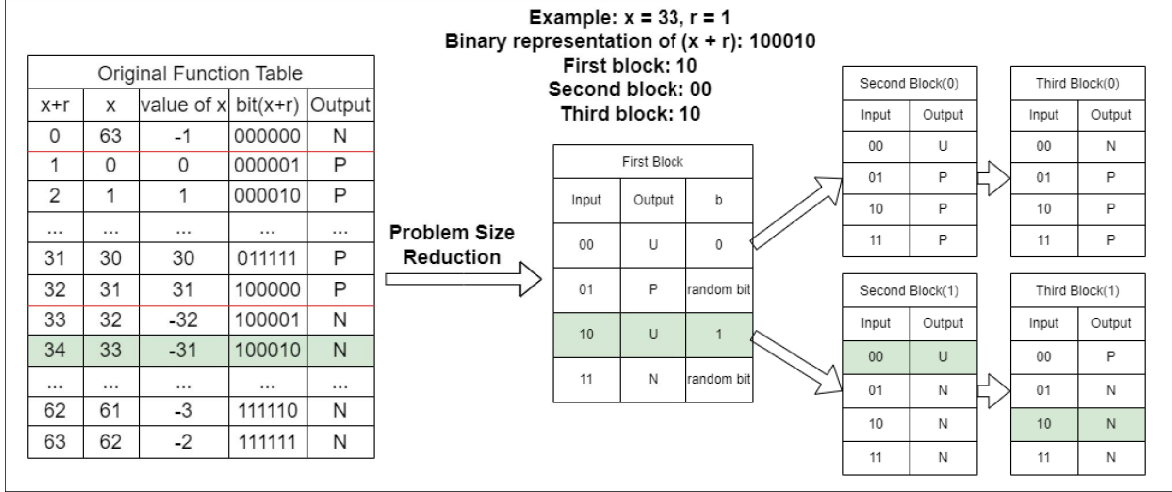 Example: x = 33, r = 1
Binary representation of (x + r): 100010
First block: 10
Second block: 00
Third block: 10
Original Function Table
x+r x value of x bit(x+r) Output
0 63 -1 000000 N
1 0 0 000001 P
2 1 1 000010 P
... ... ... ... ...
31 30 30 011111 P
32 31 31 100000 P
33 32 -32 100001 N
34 33 -31 100010 N
... ... ... ... ...
62 61 -3 111110 N
63 62 -2 111111 N
Problem Size
Reduction
First Block
Input Output b
00 U 0
01 P random bit
10 U 1
11 N random bit
Second Block(0)
Input Output
00 U
01 P
10 P
11 P
Third Block(0)
Input Output
00 N
01 P
10 P
11 P
Second Block(1)
Input Output
00 U
01 N
10 N
11 N
Third Block(1)
Input Output
00 P
01 N
10 N
11 N